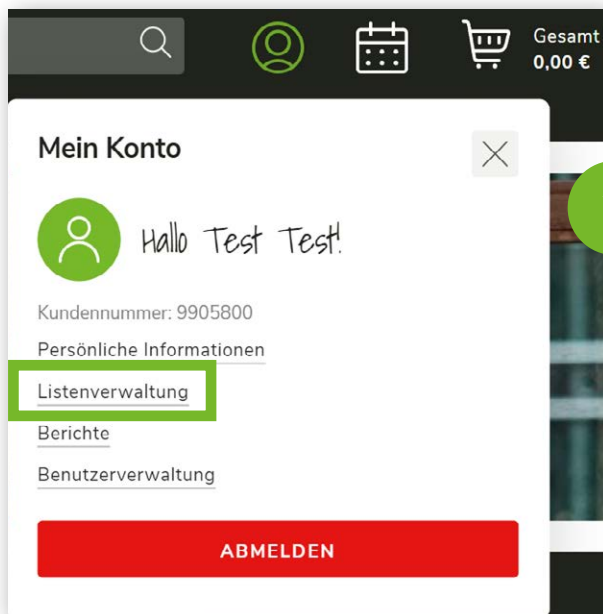 Gesamt
0,00 €
Mein Konto
Hallo Test Test!
Kundennummer: 9905800
Persönliche Informationen
Listenverwaltung
Berichte
Benutzerverwaltung
ABMELDEN